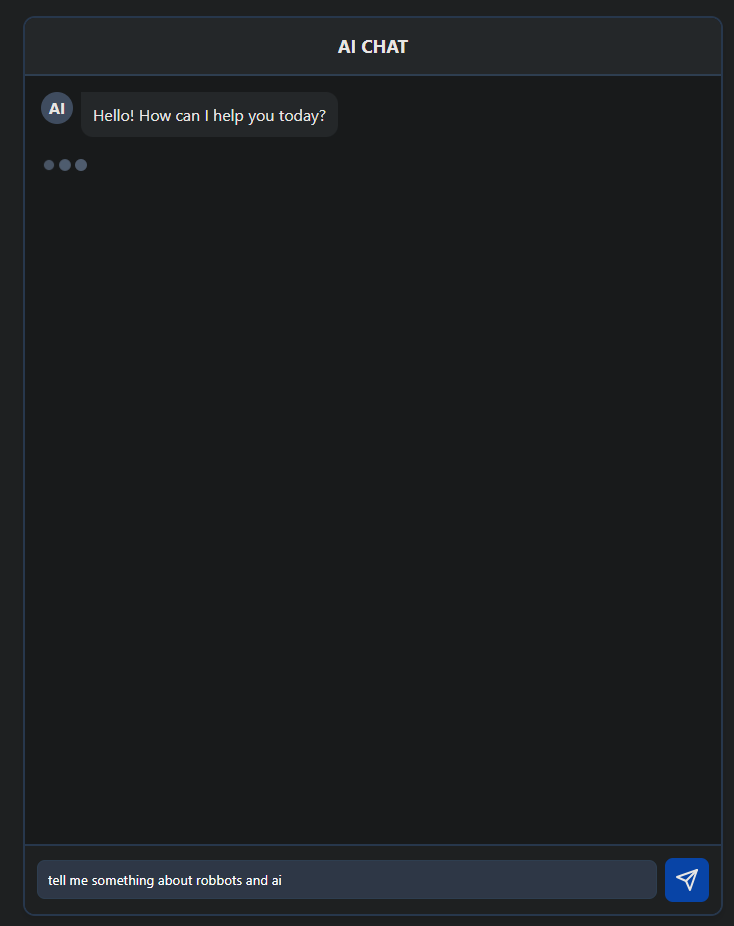 AI CHAT
AI
Hello! How can I help you today?
tell me something about robbots and ai